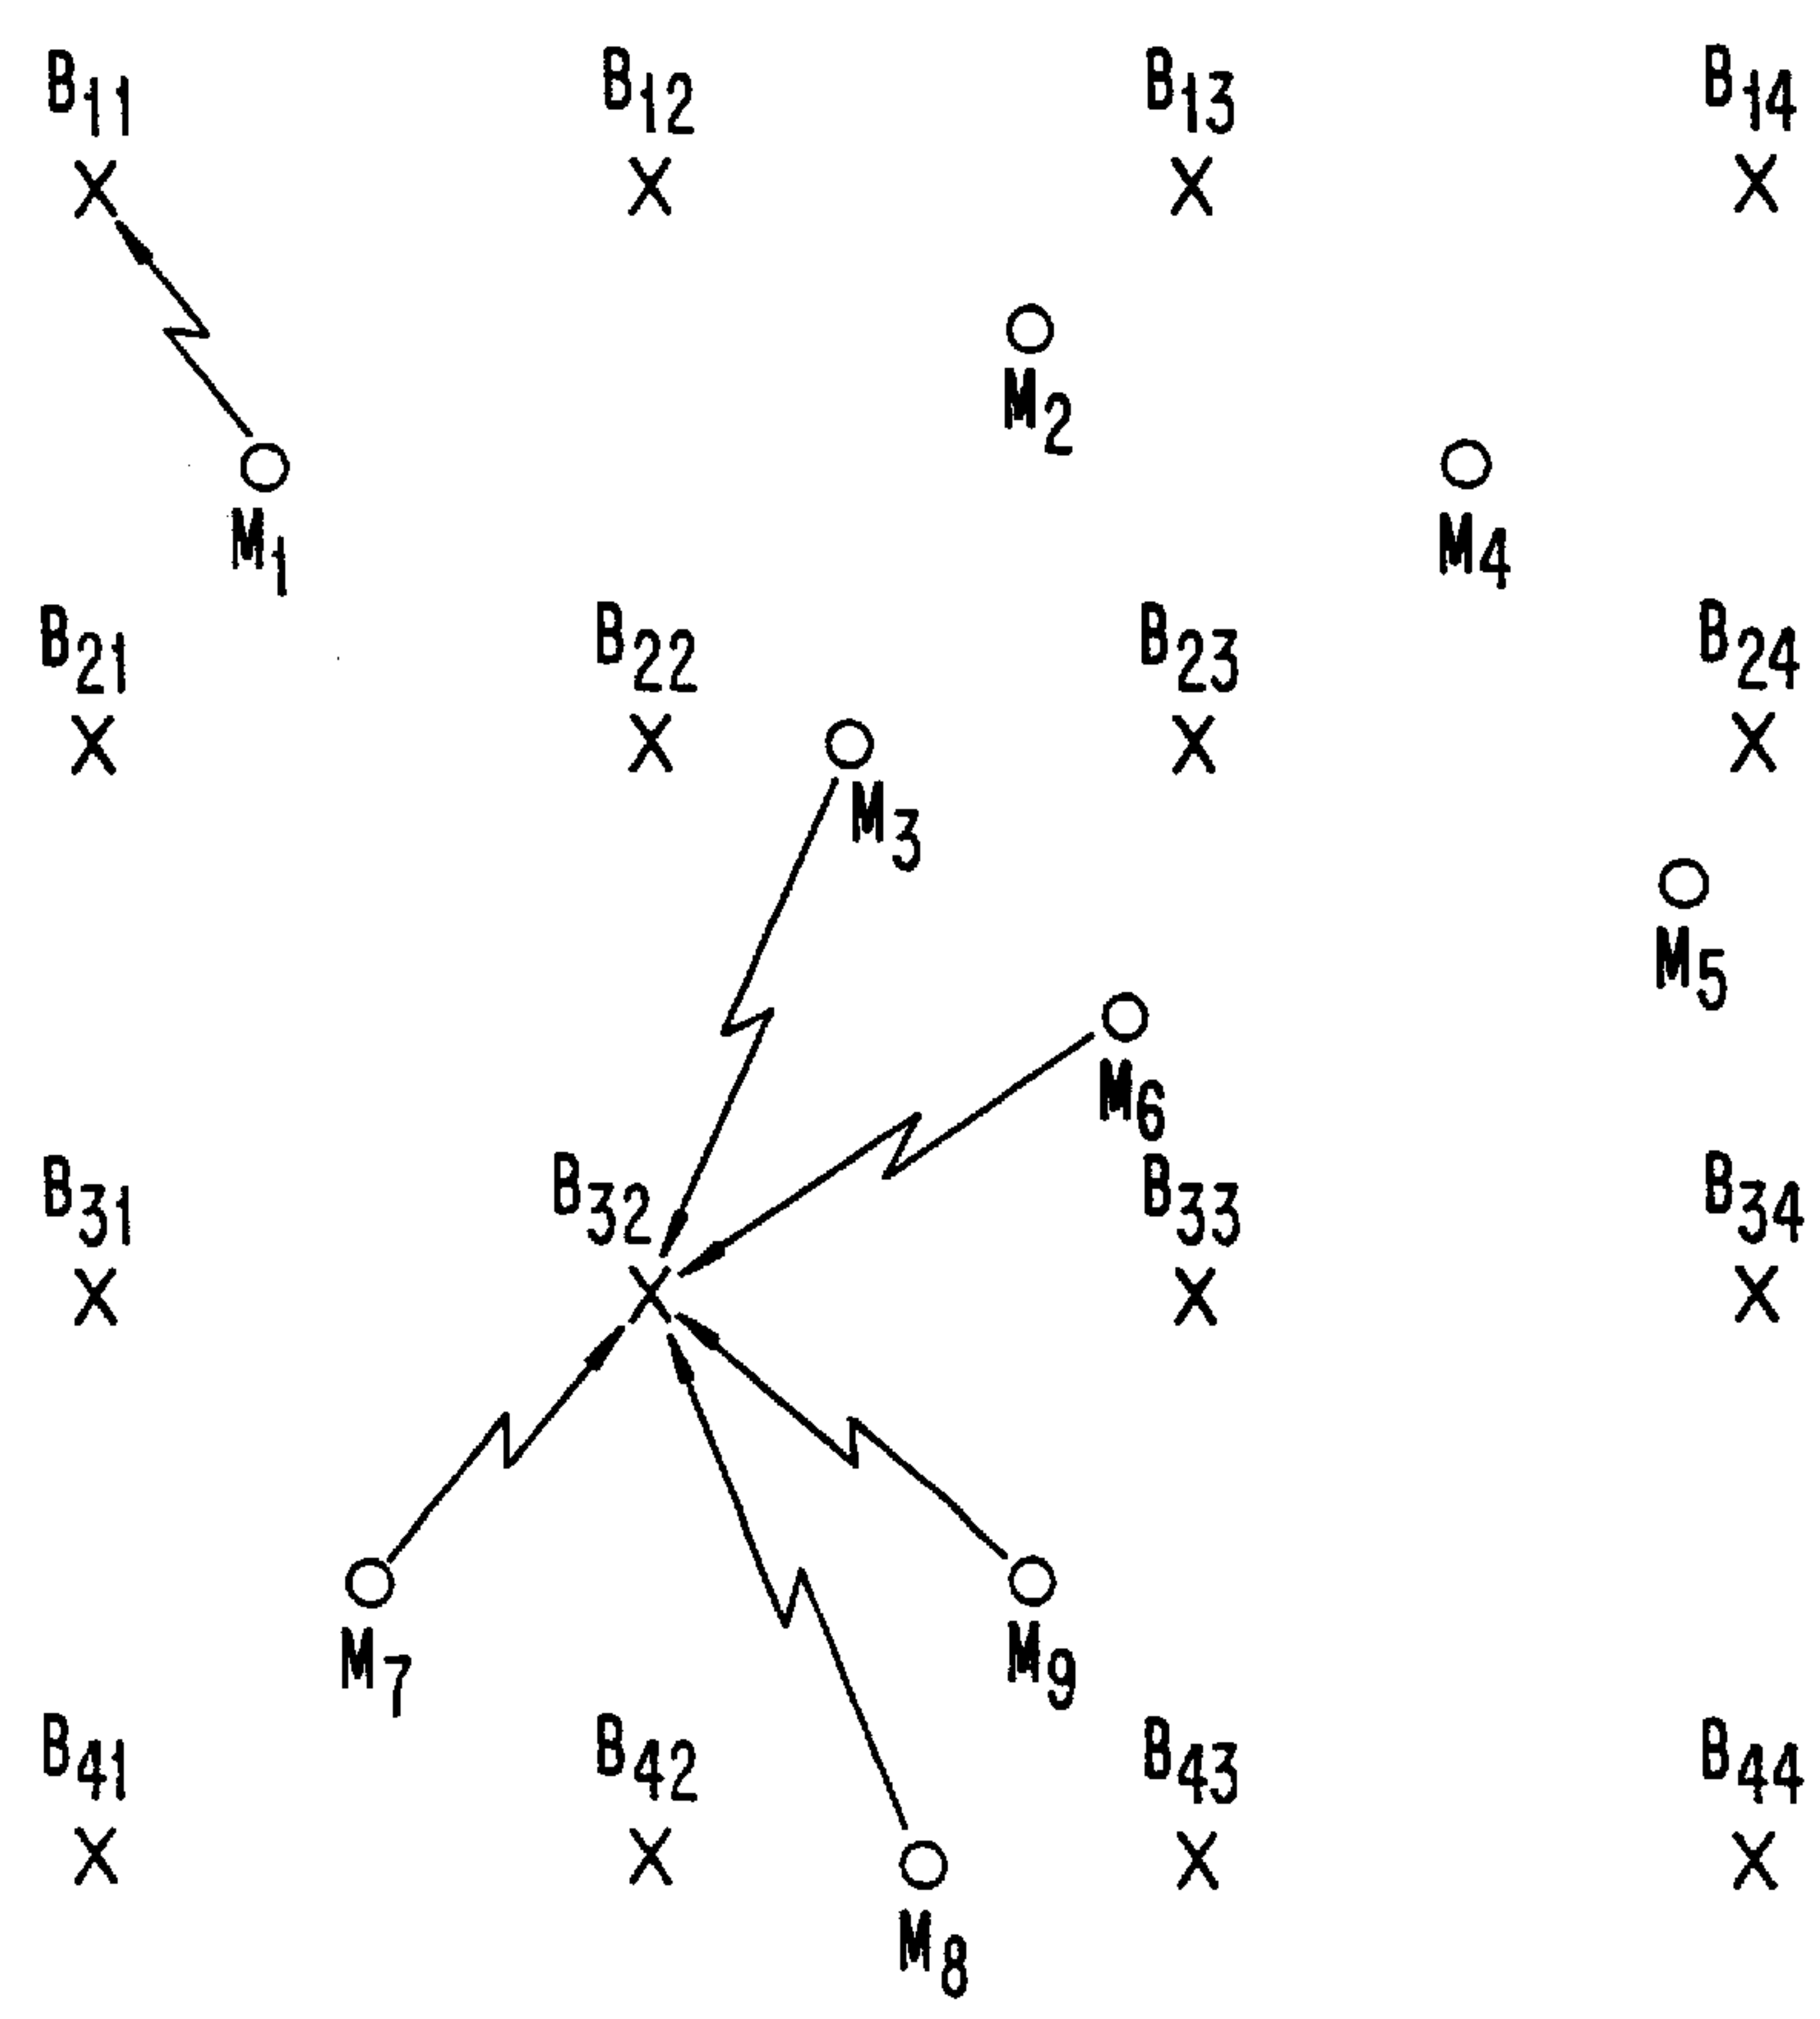 B11 B12 B13 B14
X X X X
M2
M4
M1
B21 B22 B23 B24
X X X X
M3
M5
M6
B31 B32 B33 B34
X X X X
M7 M9
B41 B42 B43 B44
X X X X
M8